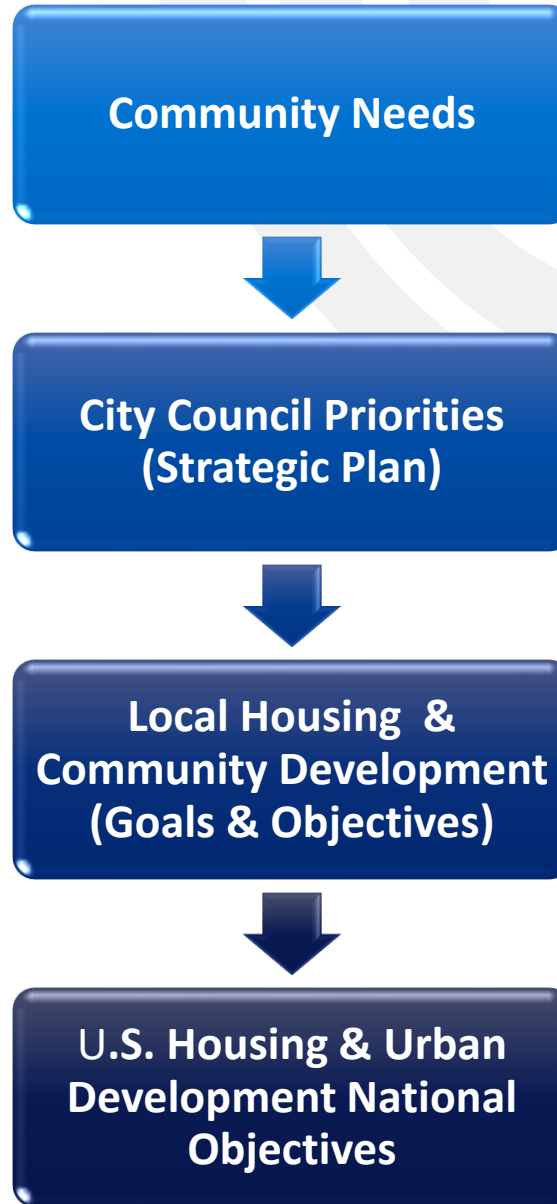 Community Needs
City Council Priorities
(Strategic Plan)
Local Housing  &
Community Development
(Goals & Objectives)
U.S. Housing & Urban
Development National
Objectives